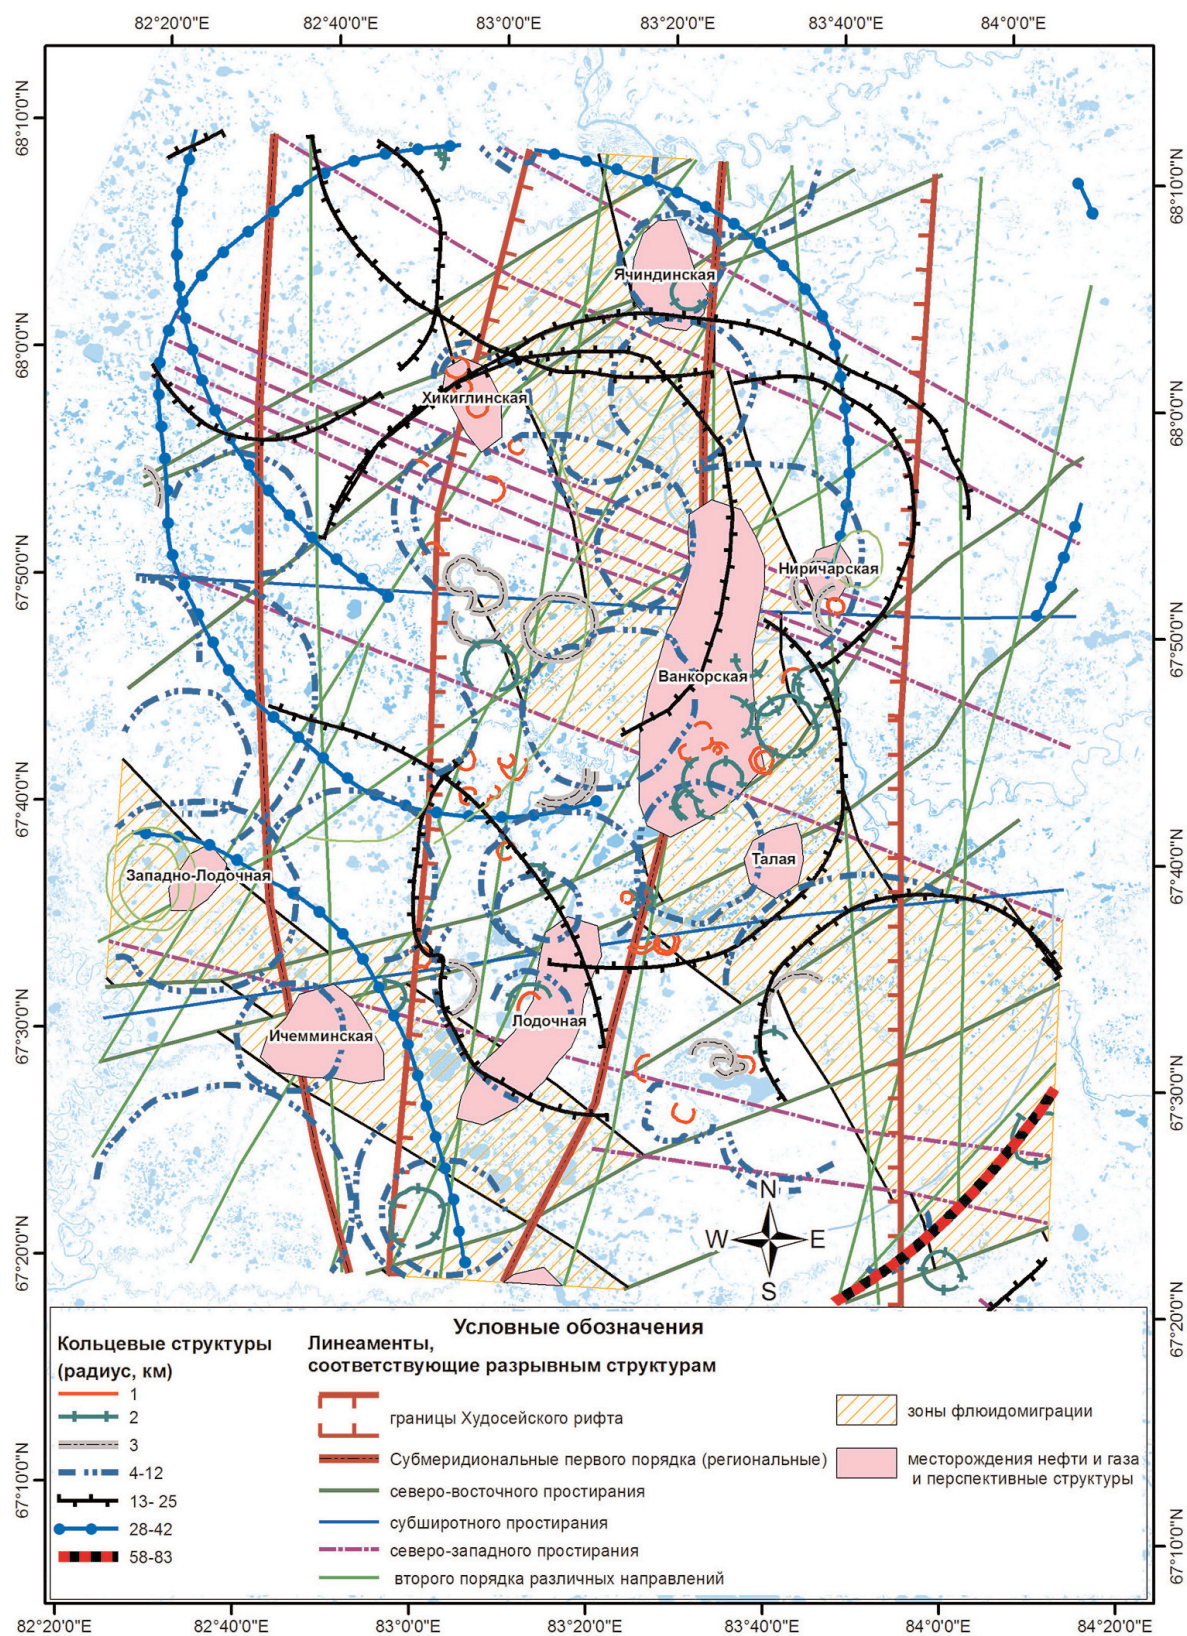 82°20'0"E 82°40'0"E 83°0'0"E 83°20'0"E 83°40'0"E 84°0'0"E
68°10'0"N
68°10'0"N
Ячиндинская
68°0'0"N
68°0'0"N
Хикиглинская
67°50'0"N
Ниричарская
67°50'0"N
Ванкорская
67°40'0"N
Талая
67°40'0"N
Западно-Лодочная
67°30'0"N
Лодочная
Ичемминская
67°30'0"N
N
W E
S
67°20'0"N
67°20'0"N
Условные обозначения
Кольцевые структуры
(радиус, км)
1
2
3
4-12
13- 25
28-42
58-83
Линеаменты,
соответствующие разрывным структурам
границы Худосейского рифта
Субмеридиональные первого порядка (региональные)
северо-восточного простирания
субширотного простирания
северо-западного простирания
второго порядка различных направлений
зоны флюидомиграции
месторождения нефти и газа
и перспективные структуры
67°10'0"N
67°10'0"N
82°20'0"E 82°40'0"E 83°0'0"E 83°20'0"E 83°40'0"E 84°0'0"E 84°20'0"E